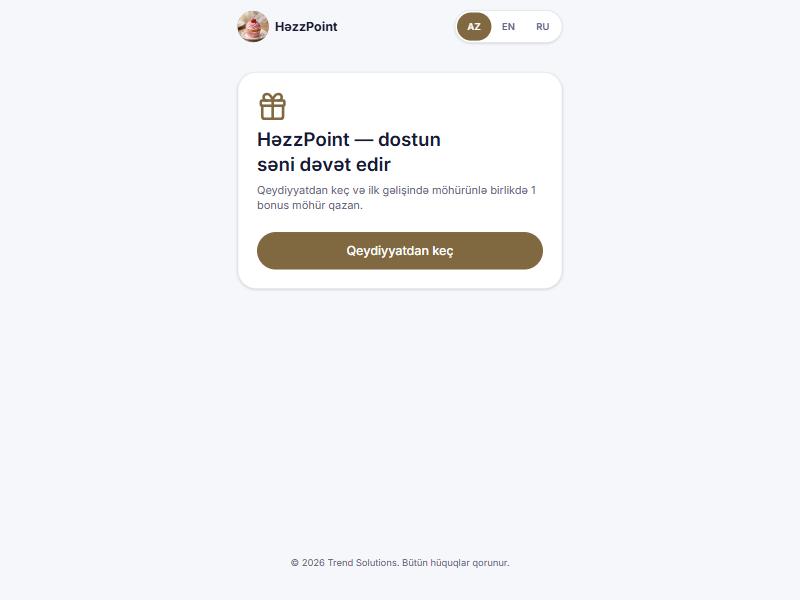 HəzzPoint
AZ EN RU
HəzzPoint — dostun
səni dəvət edir
Qeydiyyatdan keç və ilk gəlişində möhürünlə birlikdə 1
bonus möhür qazan.
Qeydiyyatdan keç
© 2026 Trend Solutions. Bütün hüquqlar qorunur.